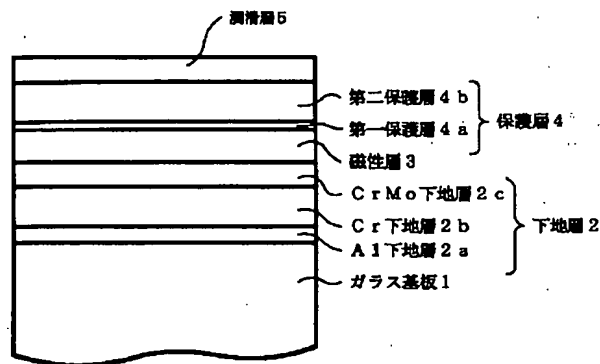 潤滑層5
第二保護層4b
第一保護層4a
保護層4
磁性層3
CrMo下地層2c
Cr下地層2b
下地層2
Al下地層2a
ガラス基板1